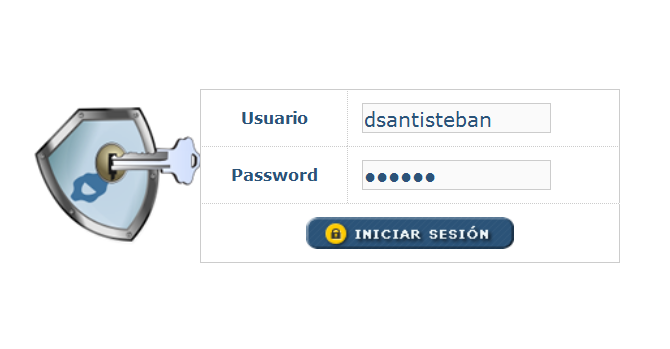 Usuario
dsantisteban
Password
●●●●●●
INICIAR SESIÓN